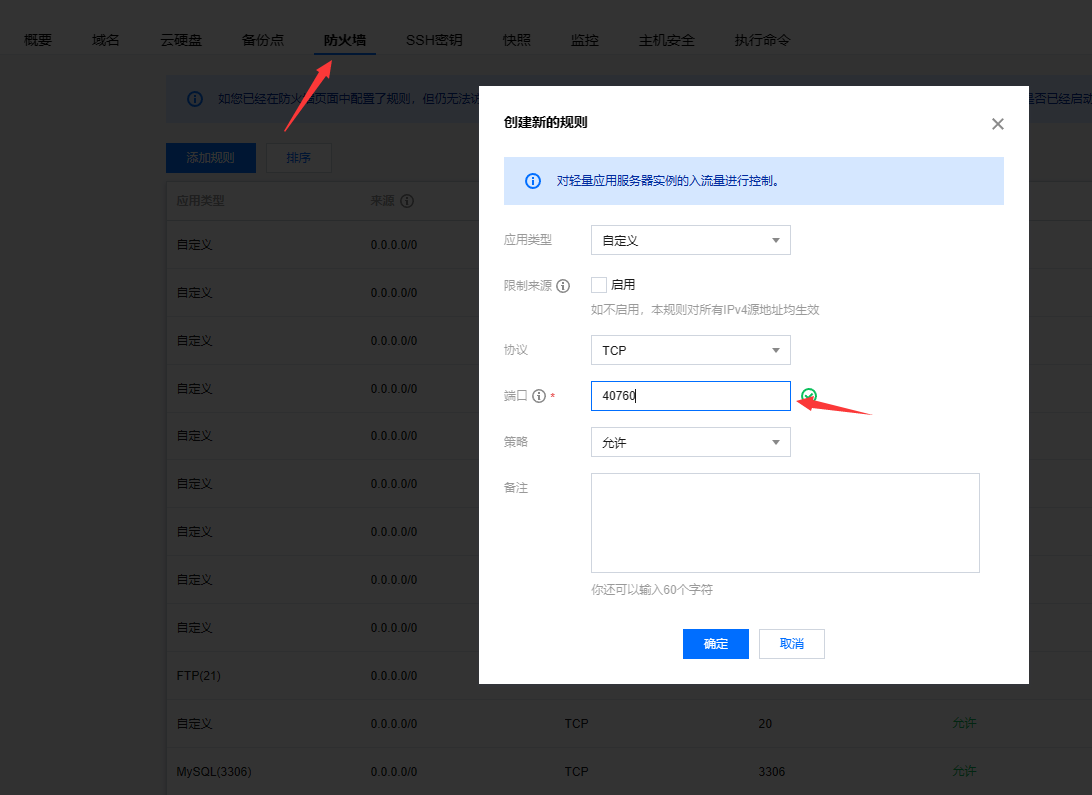 概要 域名 云硬盘 备份点 防火墙 SSH密钥 快照 监控 主机安全 执行命令
如您已经在防火墙页面中配置了规则，但仍无法访
是否已经启动
添加规则 排序
应用类型 来源
自定义 0.0.0.0/0
自定义 0.0.0.0/0
自定义 0.0.0.0/0
自定义 0.0.0.0/0
自定义 0.0.0.0/0
自定义 0.0.0.0/0
自定义 0.0.0.0/0
自定义 0.0.0.0/0
自定义 0.0.0.0/0
FTP(21) 0.0.0.0/0
自定义 0.0.0.0/0 TCP 20 允许
MySQL(3306) 0.0.0.0/0 TCP 3306 允许
创建新的规则
对轻量应用服务器实例的入流量进行控制。
应用类型 自定义
限制来源 启用
如不启用，本规则对所有IPv4源地址均生效
协议 TCP
端口 * 40760
策略 允许
备注
你还可以输入60个字符
确定 取消